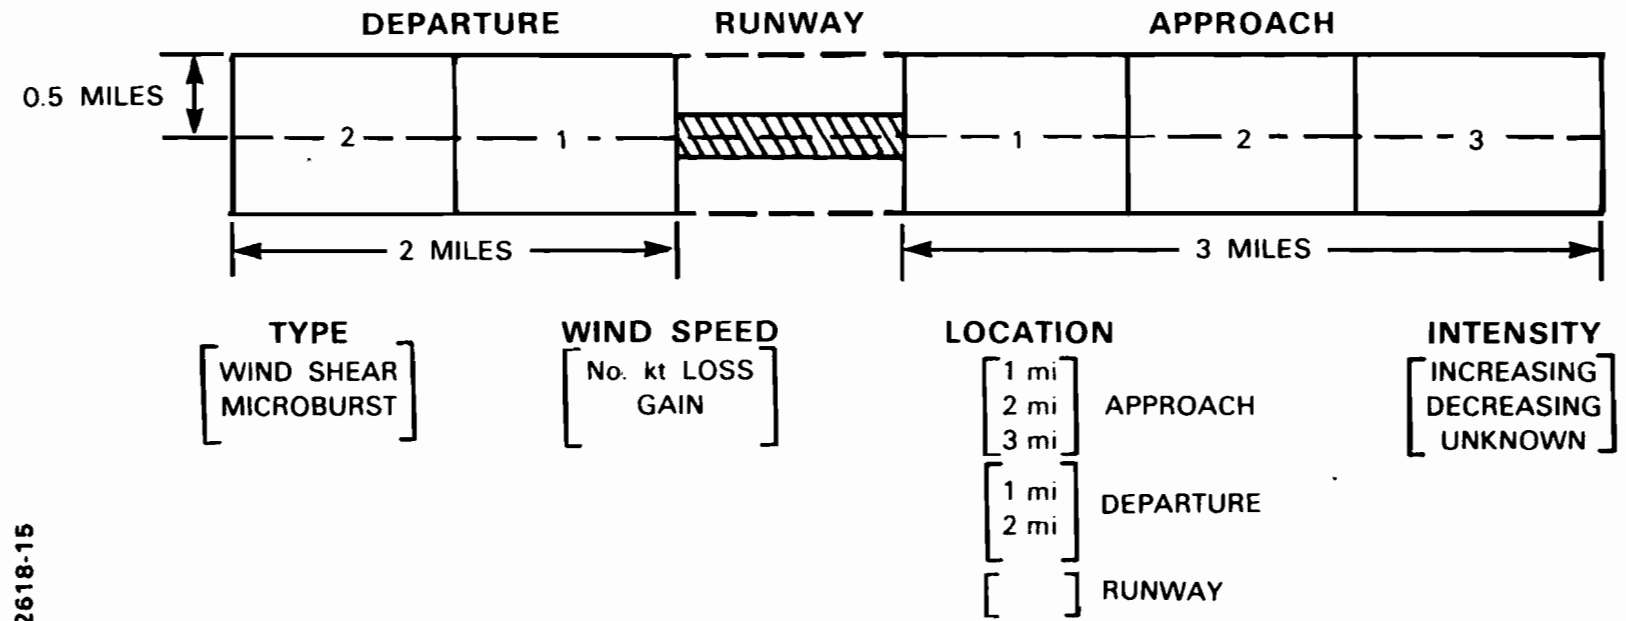 DEPARTURE RUNWAY APPROACH
0.5 MILES
2 1 1 2 3
2 MILES 3 MILES
TYPE
WIND SHEAR
MICROBURST
WIND SPEED
No. kt LOSS
GAIN
LOCATION
1 mi
2 mi
3 mi
APPROACH
1 mi
2 mi
DEPARTURE
RUNWAY
INTENSITY
INCREASING
DECREASING
UNKNOWN
2618-15